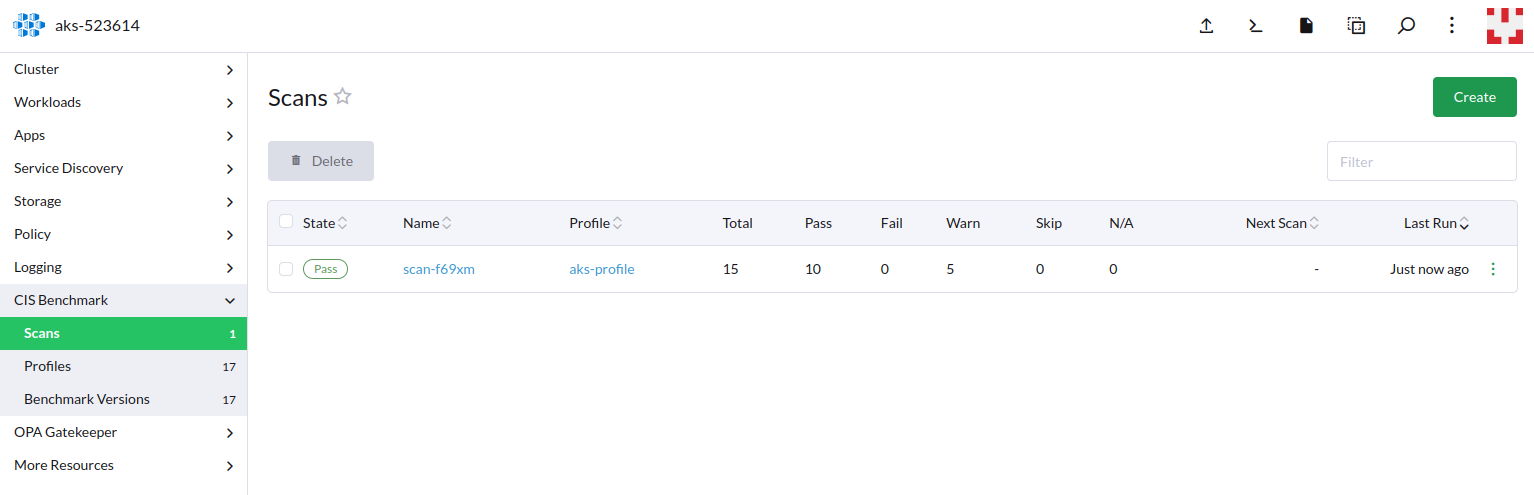 aks-523614
Cluster
Workloads
Apps
Service Discovery
Storage
Policy
Logging
CIS Benchmark
Scans 1
Profiles 17
Benchmark Versions 17
OPA Gatekeeper
More Resources
Scans
Create
Delete
Filter
State Name Profile Total Pass Fail Warn Skip N/A Next Scan Last Run
Pass scan-f69xm aks-profile 15 10 0 5 0 0 - Just now ago